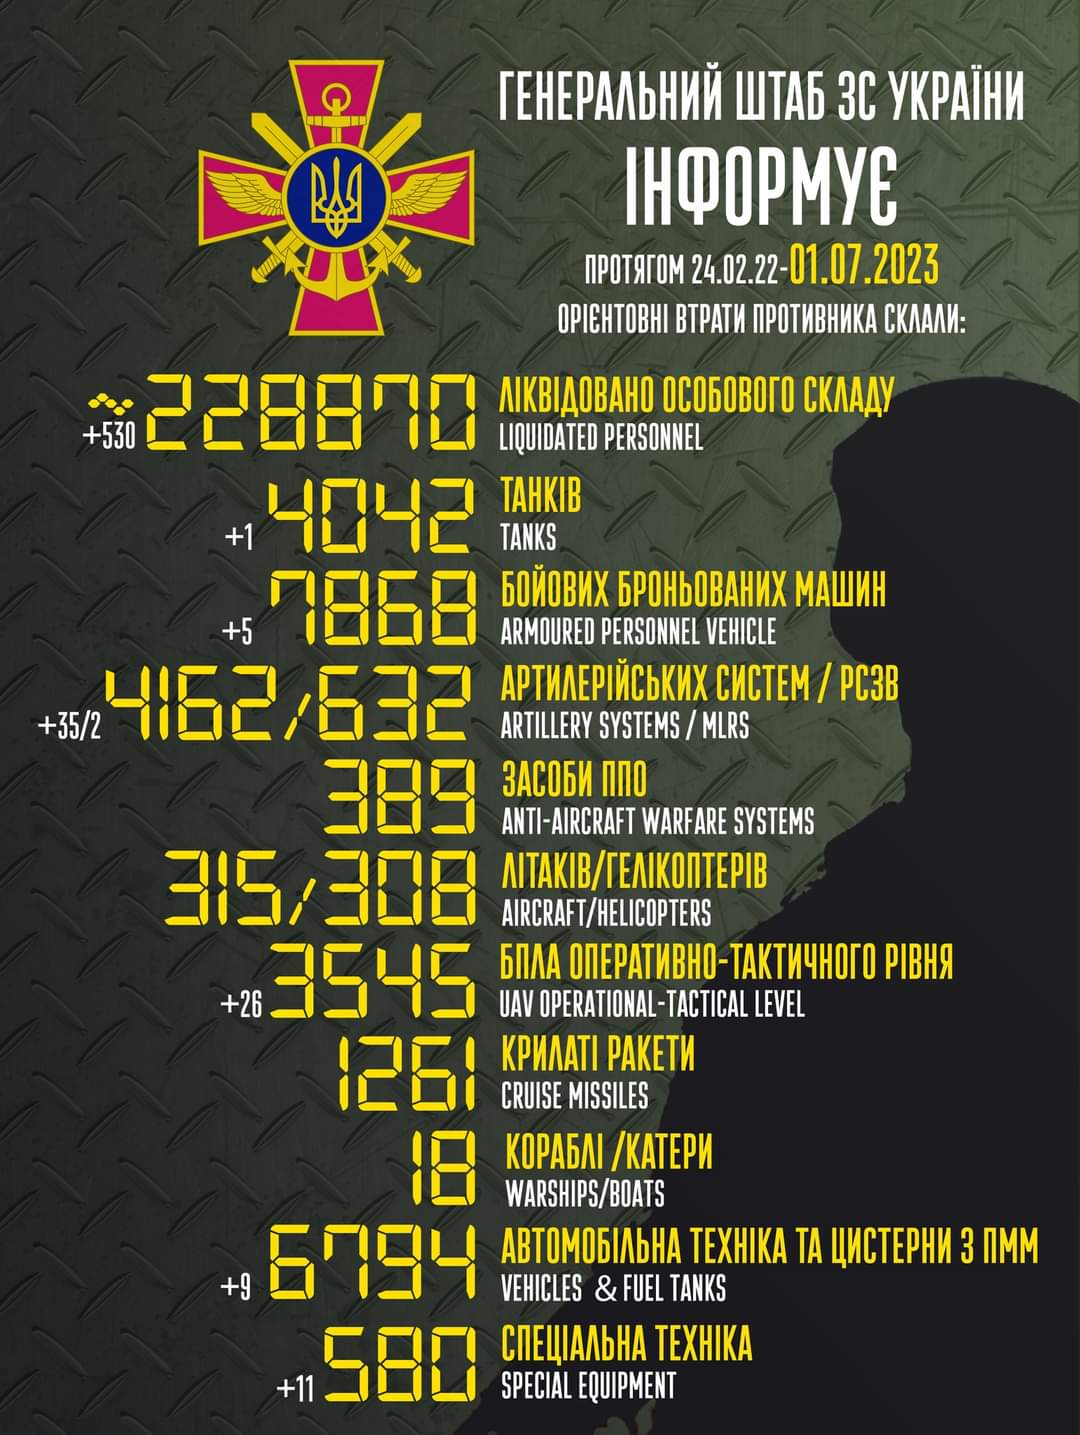 ГЕНЕРАЛЬНИЙ ШТАБ ЗС УКРАЇНИ
ІНФОРМУЄ
ПРОТЯГОМ 24.02.22-01.07.2023
ОРІЄНТОВНІ ВТРАТИ ПРОТИВНИКА СКЛАЛИ:
+530 ≈228870 ЛІКВІДОВАНО ОСОБОВОГО СКЛАДУ
LIQUIDATED PERSONNEL
+1 4042 ТАНКІВ
TANKS
+5 7868 БОЙОВИХ БРОНЬОВАНИХ МАШИН
ARMOURED PERSONNEL VEHICLE
+35/2 4162/632 АРТИЛЕРІЙСЬКИХ СИСТЕМ / РСЗВ
ARTILLERY SYSTEMS / MLRS
389 ЗАСОБИ ППО
ANTI-AIRCRAFT WARFARE SYSTEMS
315/308 ЛІТАКІВ/ГЕЛІКОПТЕРІВ
AIRCRAFT/HELICOPTERS
+26 3545 БПЛА ОПЕРАТИВНО-ТАКТИЧНОГО РІВНЯ
UAV OPERATIONAL-TACTICAL LEVEL
1261 КРИЛАТІ РАКЕТИ
CRUISE MISSILES
18 КОРАБЛІ /КАТЕРИ
WARSHIPS/BOATS
+9 6794 АВТОМОБІЛЬНА ТЕХНІКА ТА ЦИСТЕРНИ З ПММ
VEHICLES & FUEL TANKS
+11 580 СПЕЦІАЛЬНА ТЕХНІКА
SPECIAL EQUIPMENT